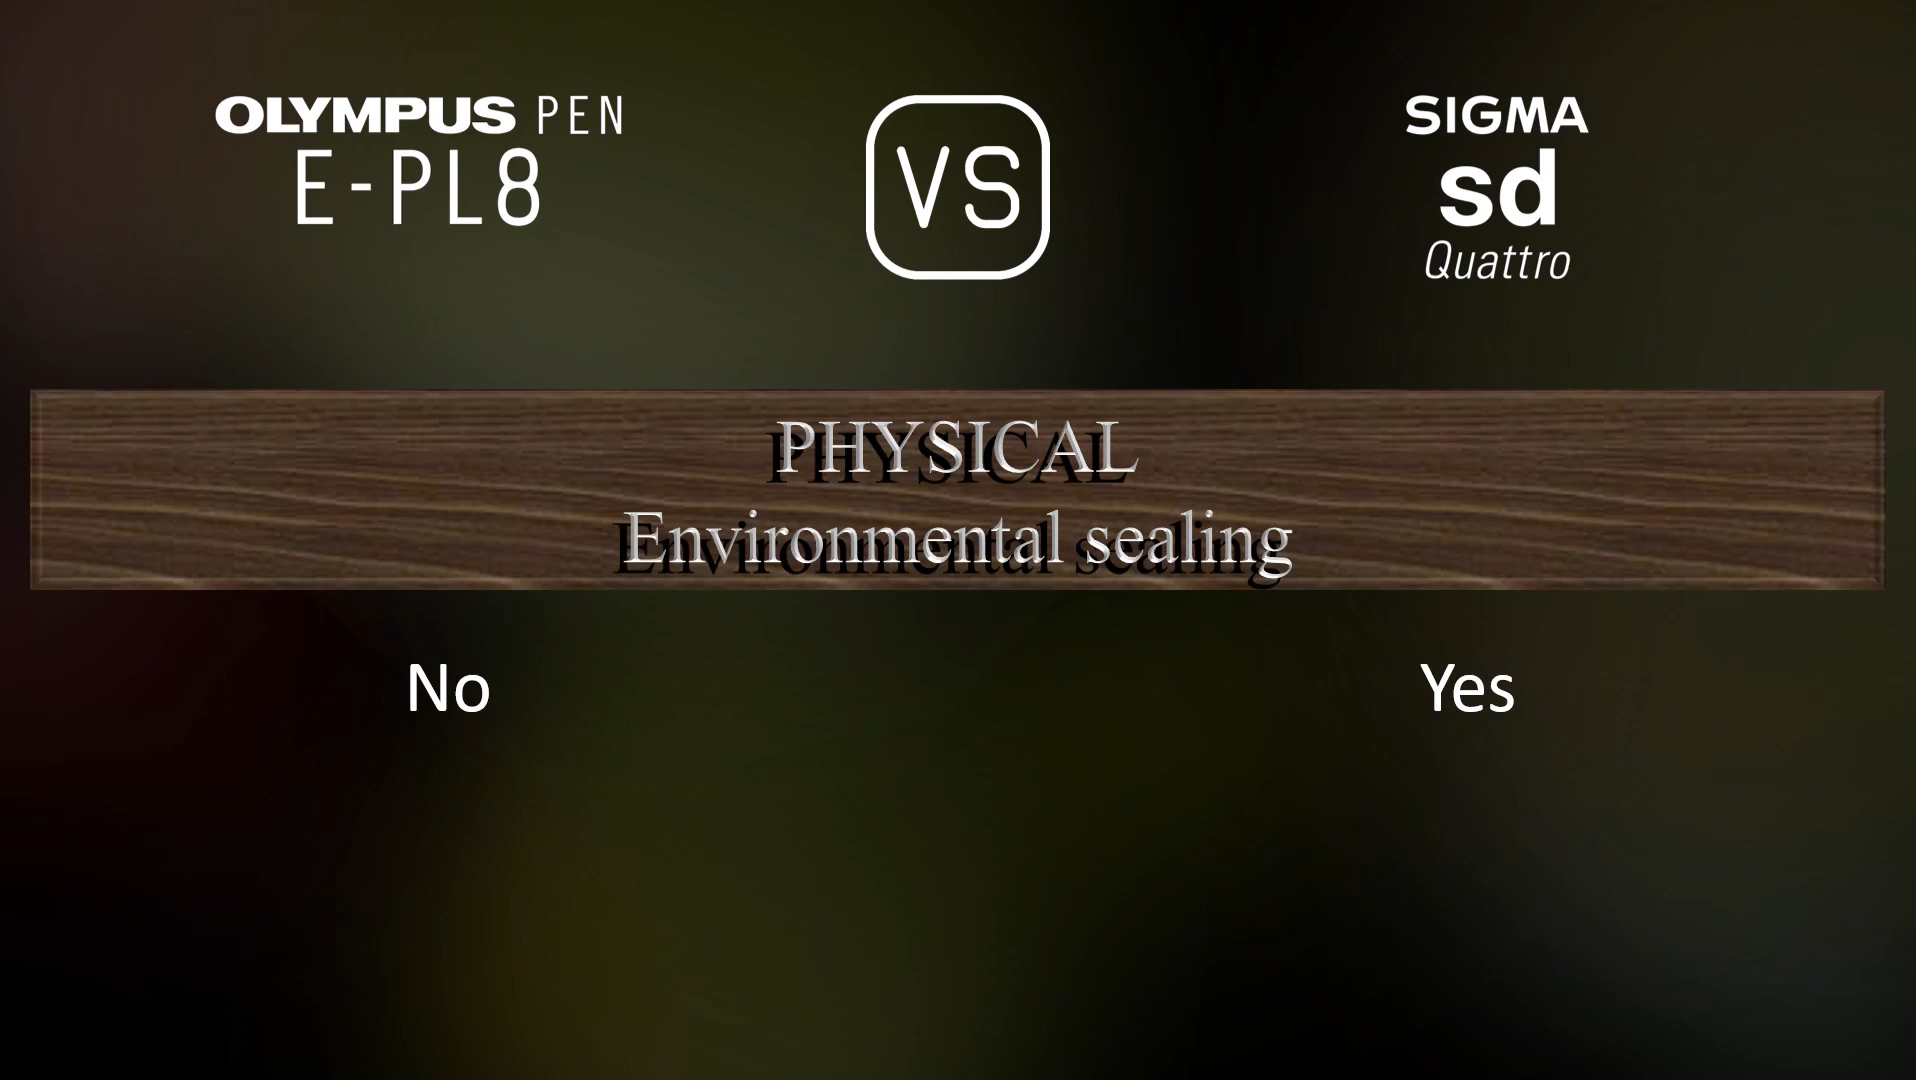 OLYMPUS PEN
E-PL8
VS
SIGMA
sd
Quattro
PHYSICAL
Environmental sealing
No
Yes